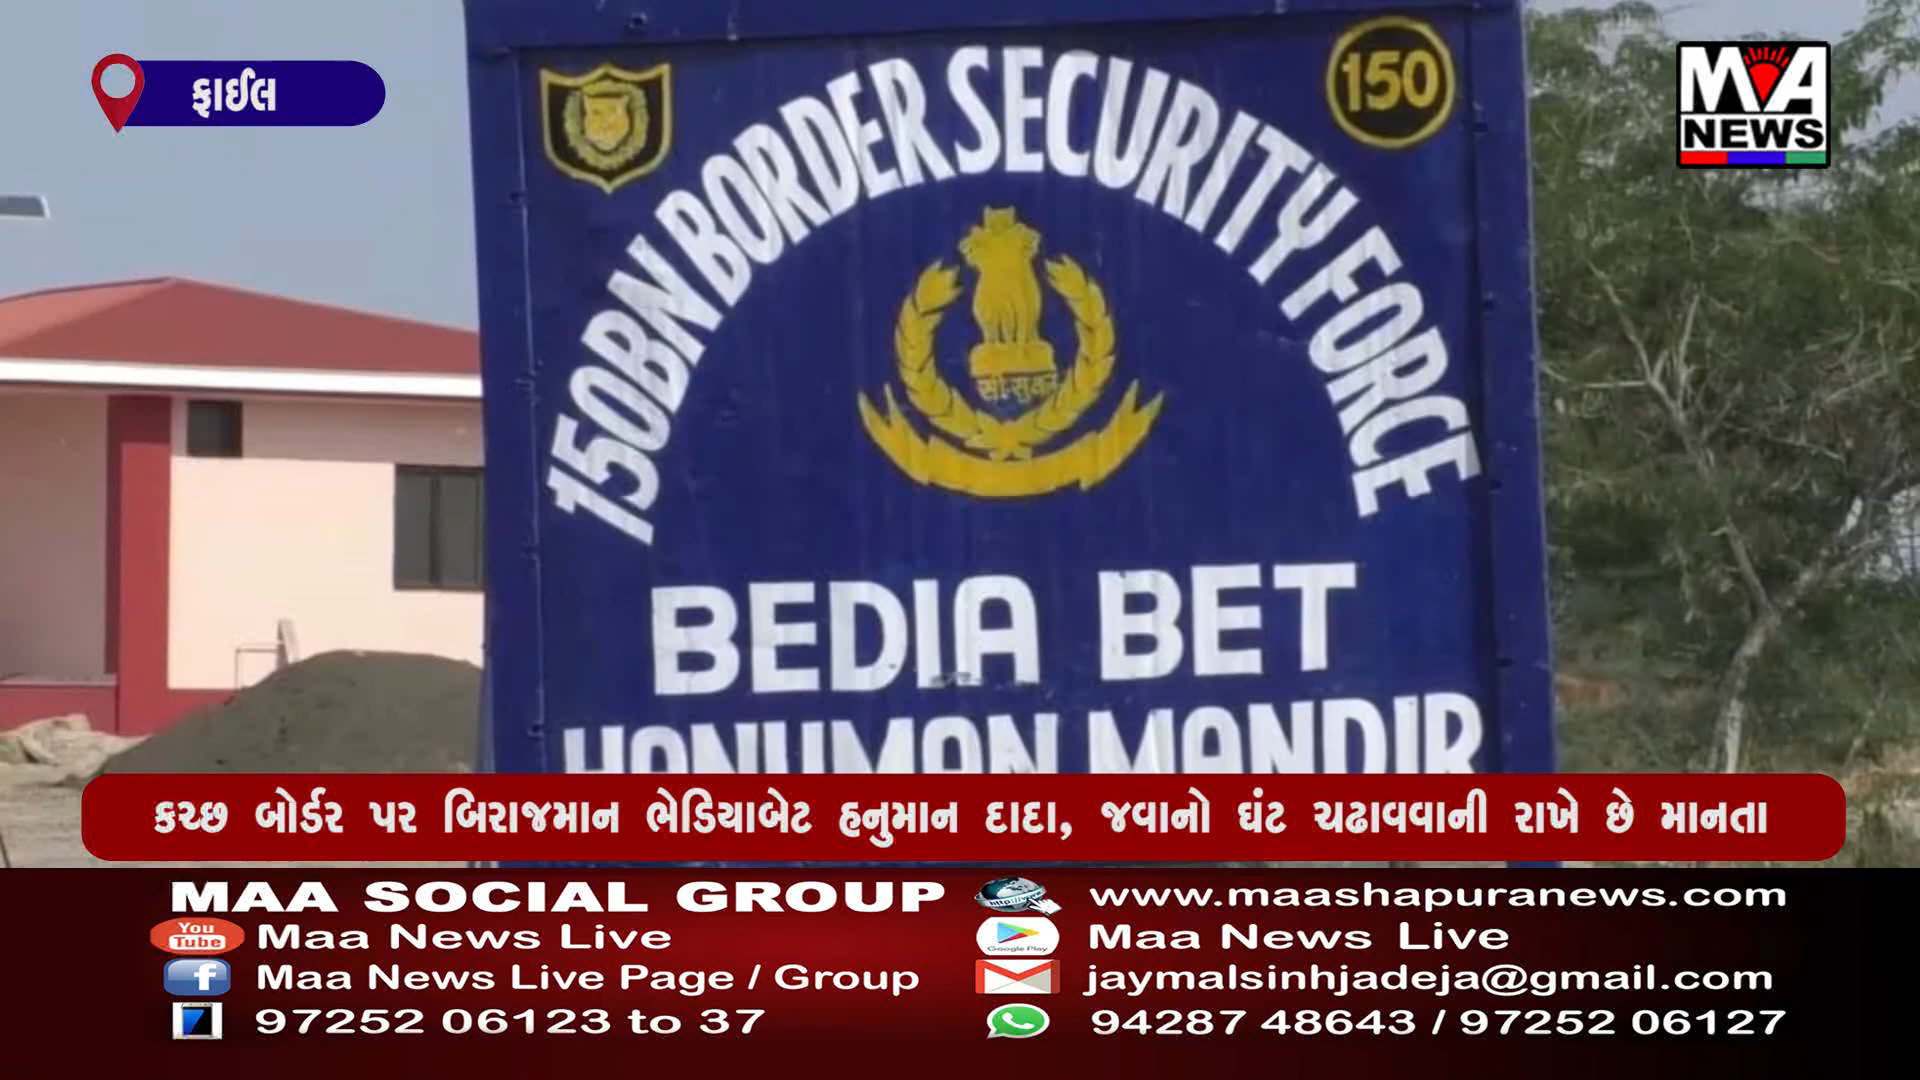 ફાઈલ
MAA NEWS
150
150BN BORDER SECURITY FORCE
BEDIA BET
HANUMAN MANDIR
કચ્છ બોર્ડર પર બિરાજમાન ભેડિયાબેટ હનુમાન દાદા, જવાનો ઘંટ ચઢાવવાની રાખે છે માનતા
MAA SOCIAL GROUP
www.maashapuranews.com
You Tube Maa News Live
Google Play Maa News Live
f Maa News Live Page / Group
jaymalsinhjadeja@gmail.com
97252 06123 to 37
94287 48643 / 97252 06127